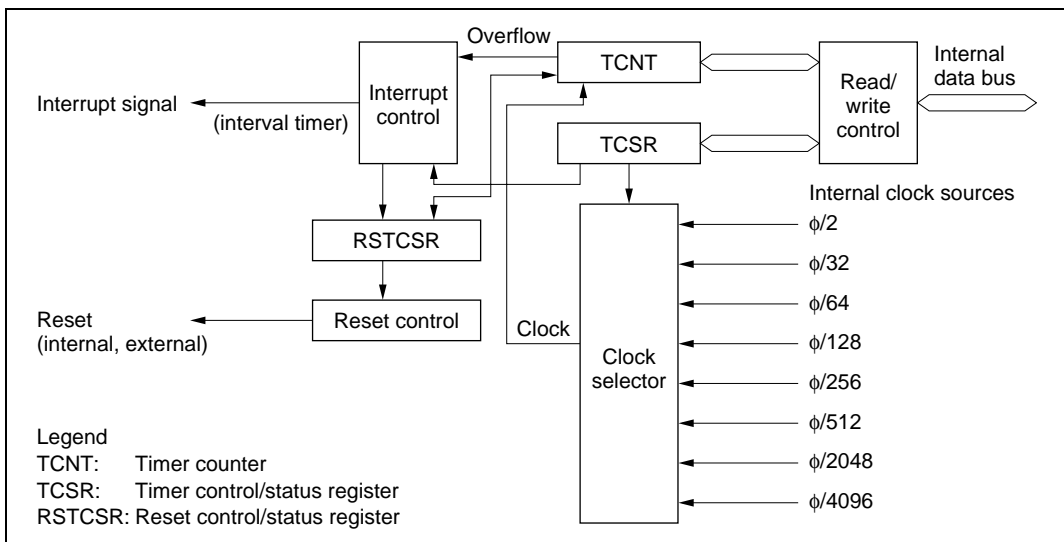 Overflow
TCNT
Internal
data bus
Read/
write
control
Interrupt signal
(interval timer)
Interrupt
control
TCSR
Internal clock sources
RSTCSR
ϕ/2
ϕ/32
ϕ/64
Reset
(internal, external)
Reset control
Clock
ϕ/128
Clock
selector
ϕ/256
ϕ/512
ϕ/2048
ϕ/4096
Legend
TCNT: Timer counter
TCSR: Timer control/status register
RSTCSR: Reset control/status register